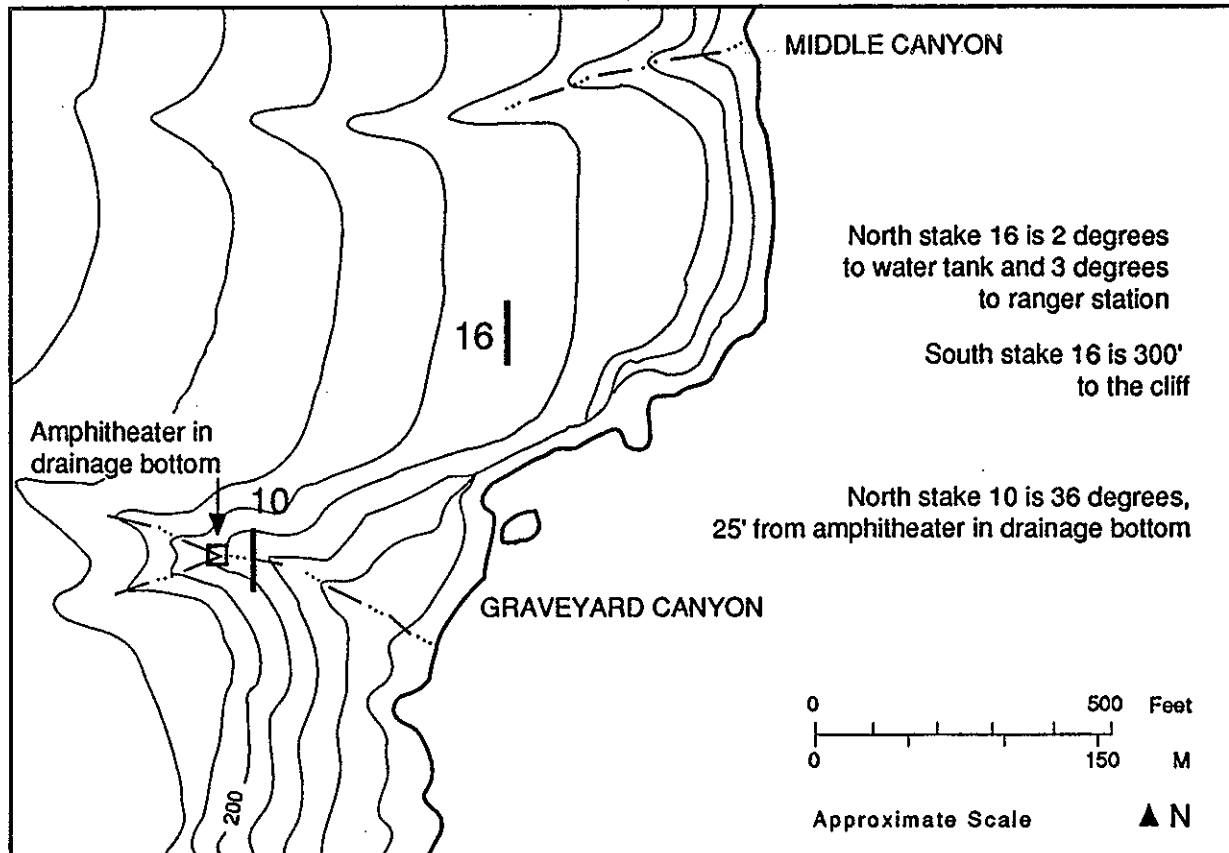 MIDDLE CANYON
North stake 16 is 2 degrees
to water tank and 3 degrees
to ranger station
16
South stake 16 is 300'
to the cliff
Amphitheater in
drainage bottom
10
North stake 10 is 36 degrees,
25' from amphitheater in drainage bottom
GRAVEYARD CANYON
200
0 500 Feet
0 150 M
Approximate Scale ▲ N